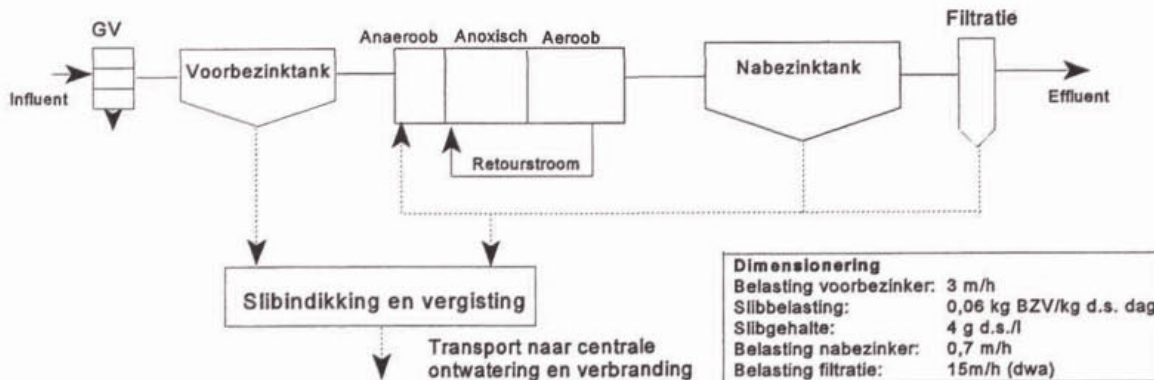 GV
Filtratie
Anaeroob Anoxisch Aeroob
Voorbezinktank
Nabezinktank
Influent
Effluent
Retourstroom
Slibindikking en vergisting
Transport naar centrale
ontwatering en verbranding
Dimensionering
Belasting voorbezinker: 3 m/h
Slibbelasting: 0,06 kg BZV/kg d.s. dag
Slibgehalte: 4 g d.s./l
Belasting nabezinker: 0,7 m/h
Belasting filtratie: 15m/h (dwa)